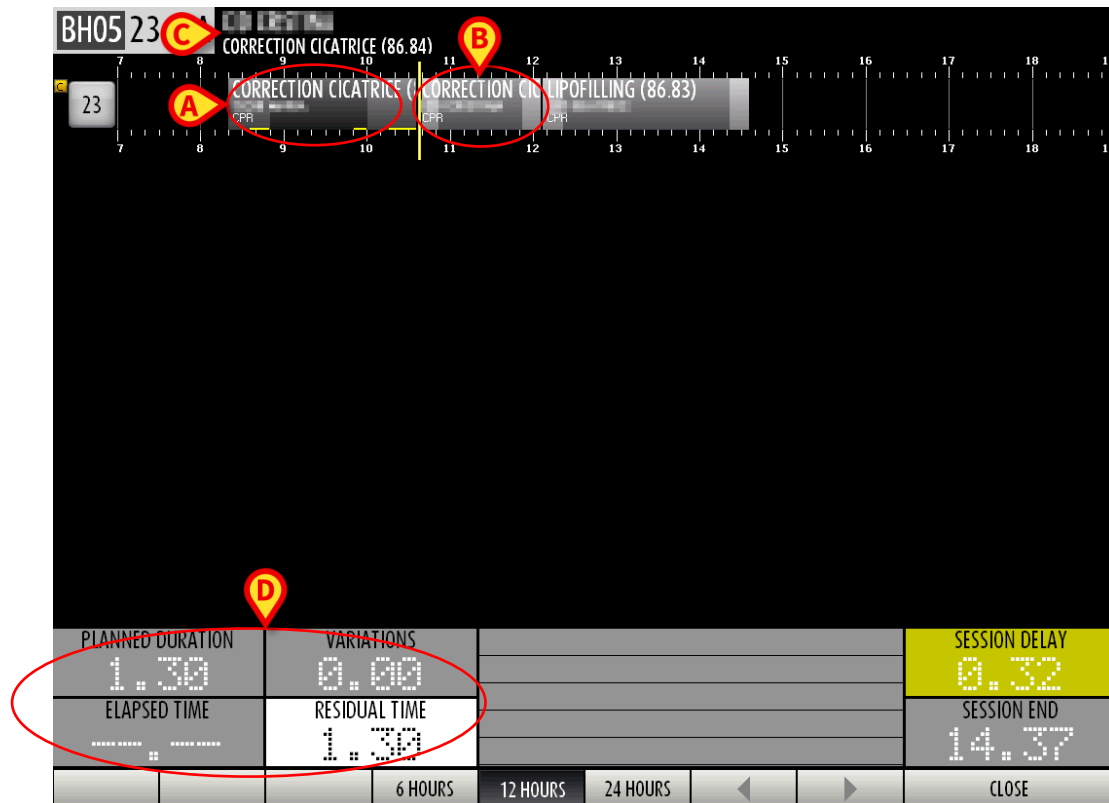 BH05 23
C
CORRECTION CICATRICE (86.84)
B
7 8 9 10 11 12 13 14 15 16 17 18 1
C
23
A
CORRECTION CICATRICE (
CPR
CORRECTION CIC
CPR
LIPOFILLING (86.83)
CPR
7 8 9 10 11 12 13 14 15 16 17 18 1
D
PLANNED DURATION
1.30
VARIATIONS
0.00
SESSION DELAY
0.32
ELAPSED TIME
--.--
RESIDUAL TIME
1.30
SESSION END
14.37
6 HOURS
12 HOURS
24 HOURS
CLOSE